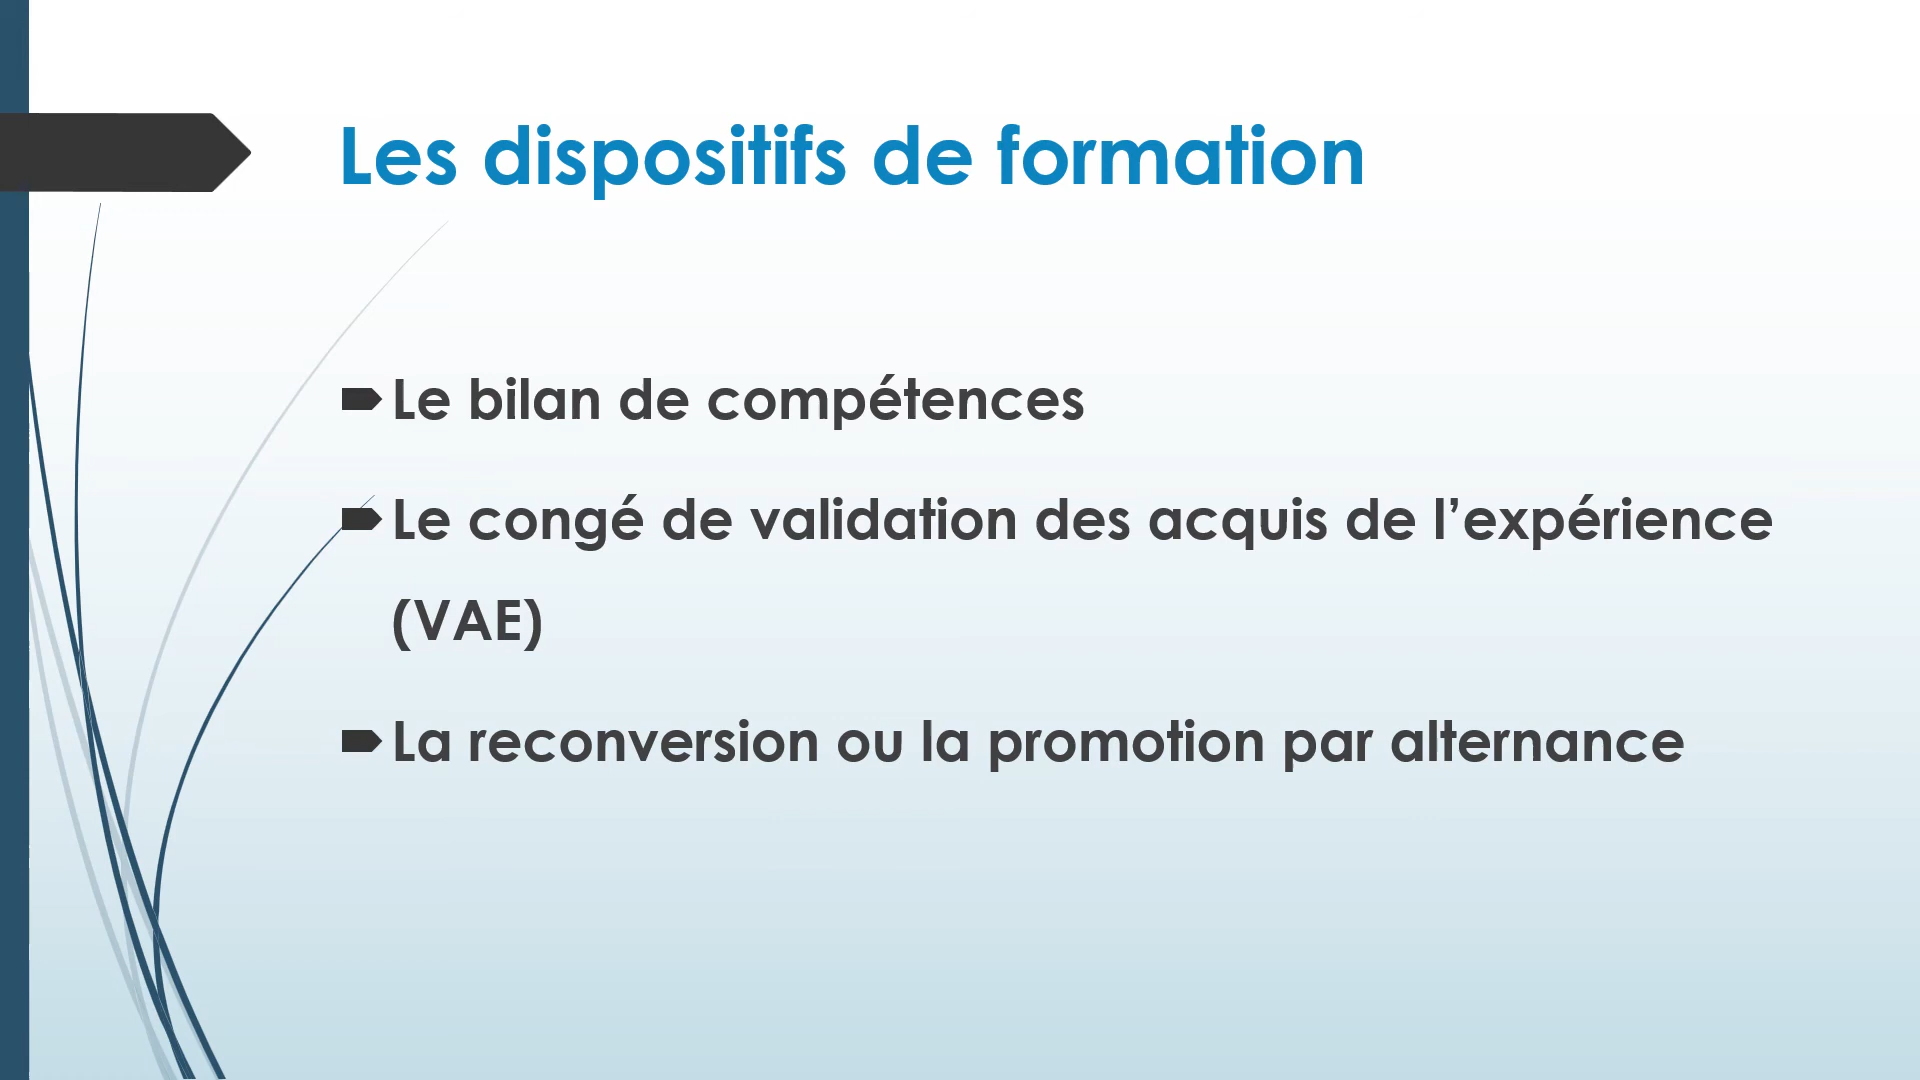 Les dispositifs de formation
Le bilan de compétences
Le congé de validation des acquis de l’expérience
(VAE)
La reconversion ou la promotion par alternance